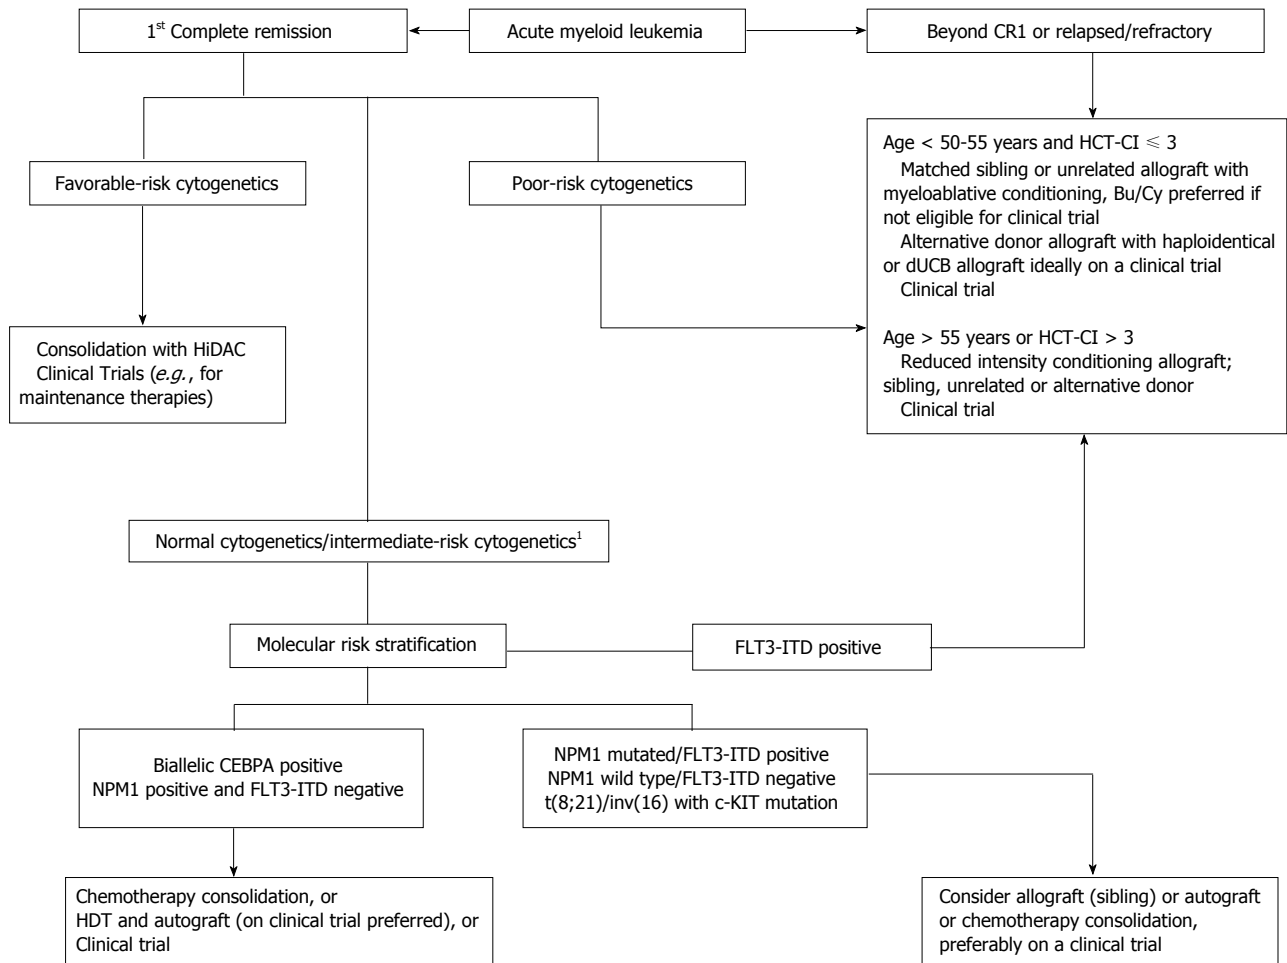 1st Complete remission
Acute myeloid leukemia
Beyond CR1 or relapsed/refractory
Favorable-risk cytogenetics
Poor-risk cytogenetics
Age < 50-55 years and HCT-CI ≤ 3
Matched sibling or unrelated allograft with
myeloablative conditioning, Bu/Cy preferred if
not eligible for clinical trial
Alternative donor allograft with haploidentical
or dUCB allograft ideally on a clinical trial
Clinical trial
Age > 55 years or HCT-CI > 3
Reduced intensity conditioning allograft;
sibling, unrelated or alternative donor
Clinical trial
Consolidation with HiDAC
Clinical Trials (e.g., for
maintenance therapies)
Normal cytogenetics/intermediate-risk cytogenetics1
Molecular risk stratification
FLT3-ITD positive
Biallelic CEBPA positive
NPM1 positive and FLT3-ITD negative
NPM1 mutated/FLT3-ITD positive
NPM1 wild type/FLT3-ITD negative
t(8;21)/inv(16) with c-KIT mutation
Chemotherapy consolidation, or
HDT and autograft (on clinical trial preferred), or
Clinical trial
Consider allograft (sibling) or autograft
or chemotherapy consolidation,
preferably on a clinical trial